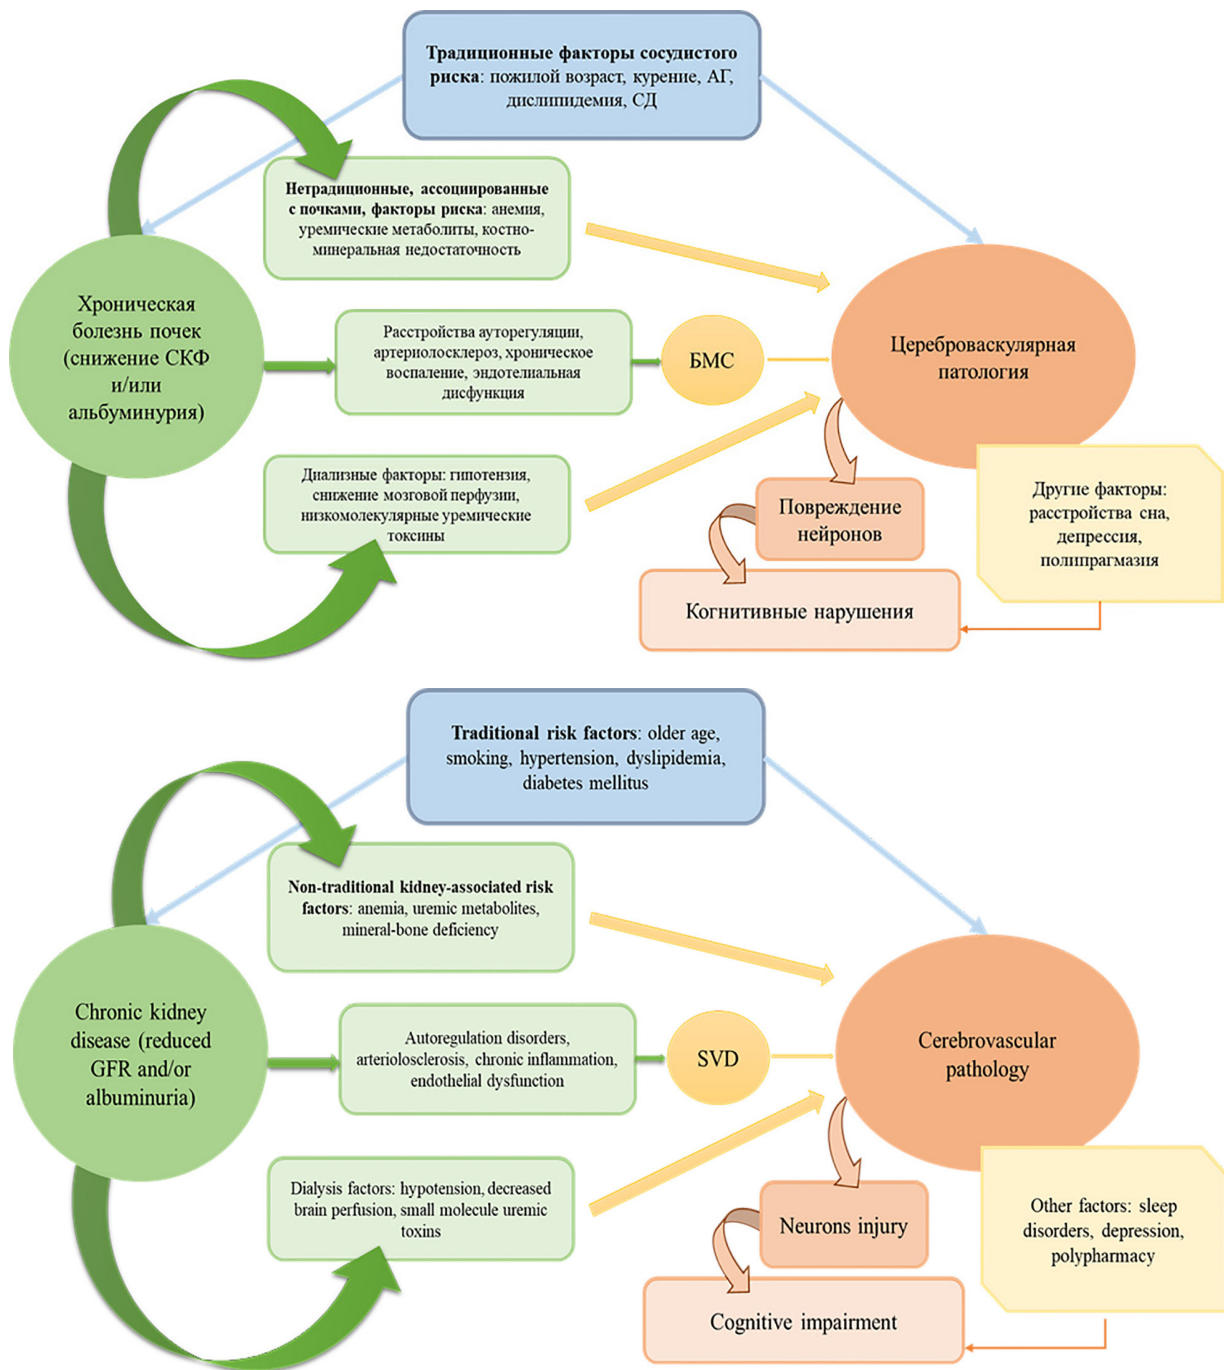 Традиционные факторы сосудистого
риска: пожилой возраст, курение, АГ,
дислипидемия, СД
Нетрадиционные, ассоциированные
с почками, факторы риска: анемия,
уремические метаболиты, костно-
минеральная недостаточность
Хроническая
болезнь почек
(снижение СКФ
и/или
альбуминурия)
Расстройства ауторегуляции,
артериолосклероз, хроническое
воспаление, эндотелиальная
дисфункция
БМС
Цереброваскулярная
патология
Диализные факторы: гипотензия,
снижение мозговой перфузии,
низкомолекулярные уремические
токсины
Повреждение
нейронов
Другие факторы:
расстройства сна,
депрессия,
полипрагмазия
Когнитивные нарушения
Traditional risk factors: older age,
smoking, hypertension, dyslipidemia,
diabetes mellitus
Non-traditional kidney-associated risk
factors: anemia, uremic metabolites,
mineral-bone deficiency
Chronic kidney
disease (reduced
GFR and/or
albuminuria)
Autoregulation disorders,
arteriolosclerosis, chronic inflammation,
endothelial dysfunction
SVD
Cerebrovascular
pathology
Dialysis factors: hypotension, decreased
brain perfusion, small molecule uremic
toxins
Neurons injury
Other factors: sleep
disorders, depression,
polypharmacy
Cognitive impairment